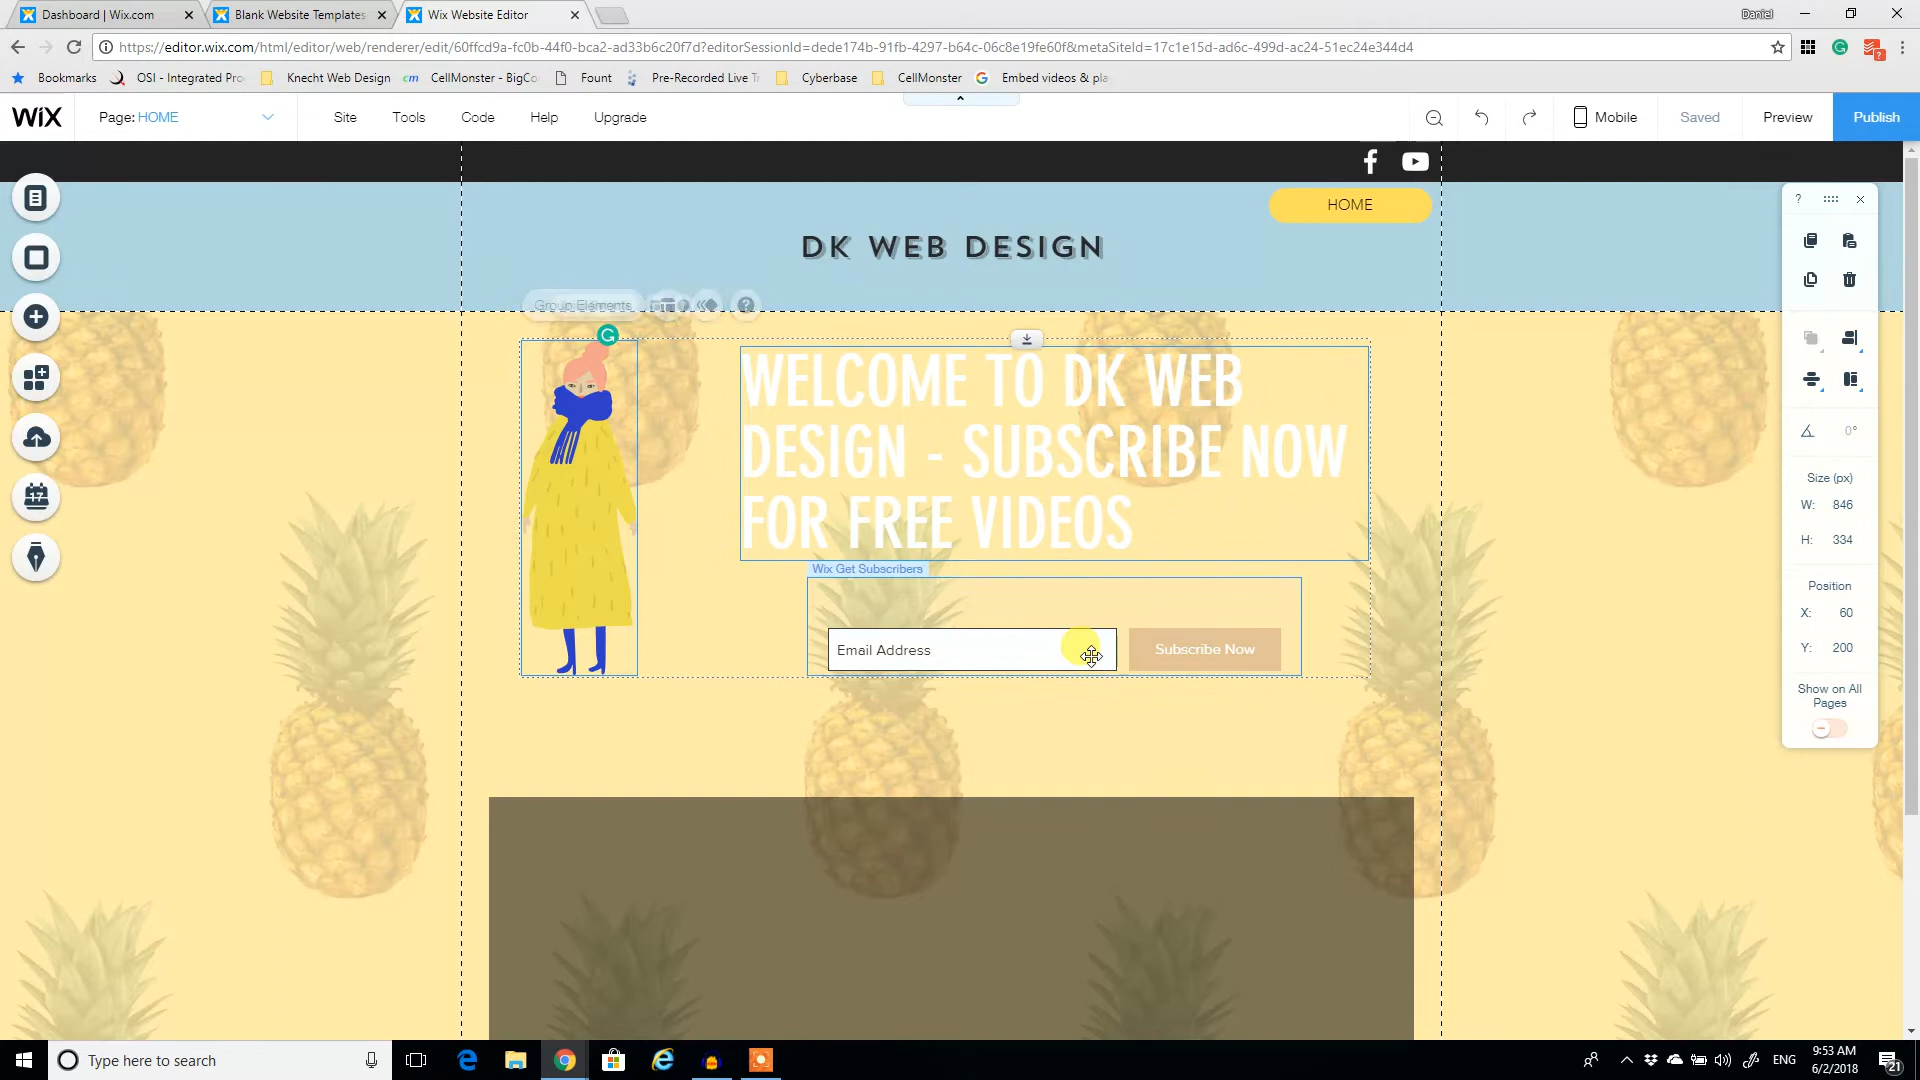 Dashboard | Wix.com
Blank Website Templates
Wix Website Editor
Daniel
https://editor.wix.com/html/editor/web/renderer/edit/60ffcd9a-fc0b-44f0-bca2-ad33b6c20f7d?editorSessionId=dede174b-91fb-4297-b64c-06c8e19fe60f&metaSiteId=17c1e15d-ad6c-499d-ac24-51ec24e344d4
Bookmarks
OSI - Integrated Pro
Knecht Web Design
cm
CellMonster - BigCo
Fount
Pre-Recorded Live T
Cyberbase
CellMonster
Embed videos & pla
WiX
Page: HOME
Site
Tools
Code
Help
Upgrade
Mobile
Saved
Preview
Publish
HOME
DK WEB DESIGN
Group Elements
WELCOME TO DK WEB
DESIGN - SUBSCRIBE NOW
FOR FREE VIDEOS
Wix Get Subscribers
Email Address
Subscribe Now
17
0°
Size (px)
W: 846
H: 334
Position
X: 60
Y: 200
Show on All
Pages
Type here to search
ENG
9:53 AM
6/2/2018
21